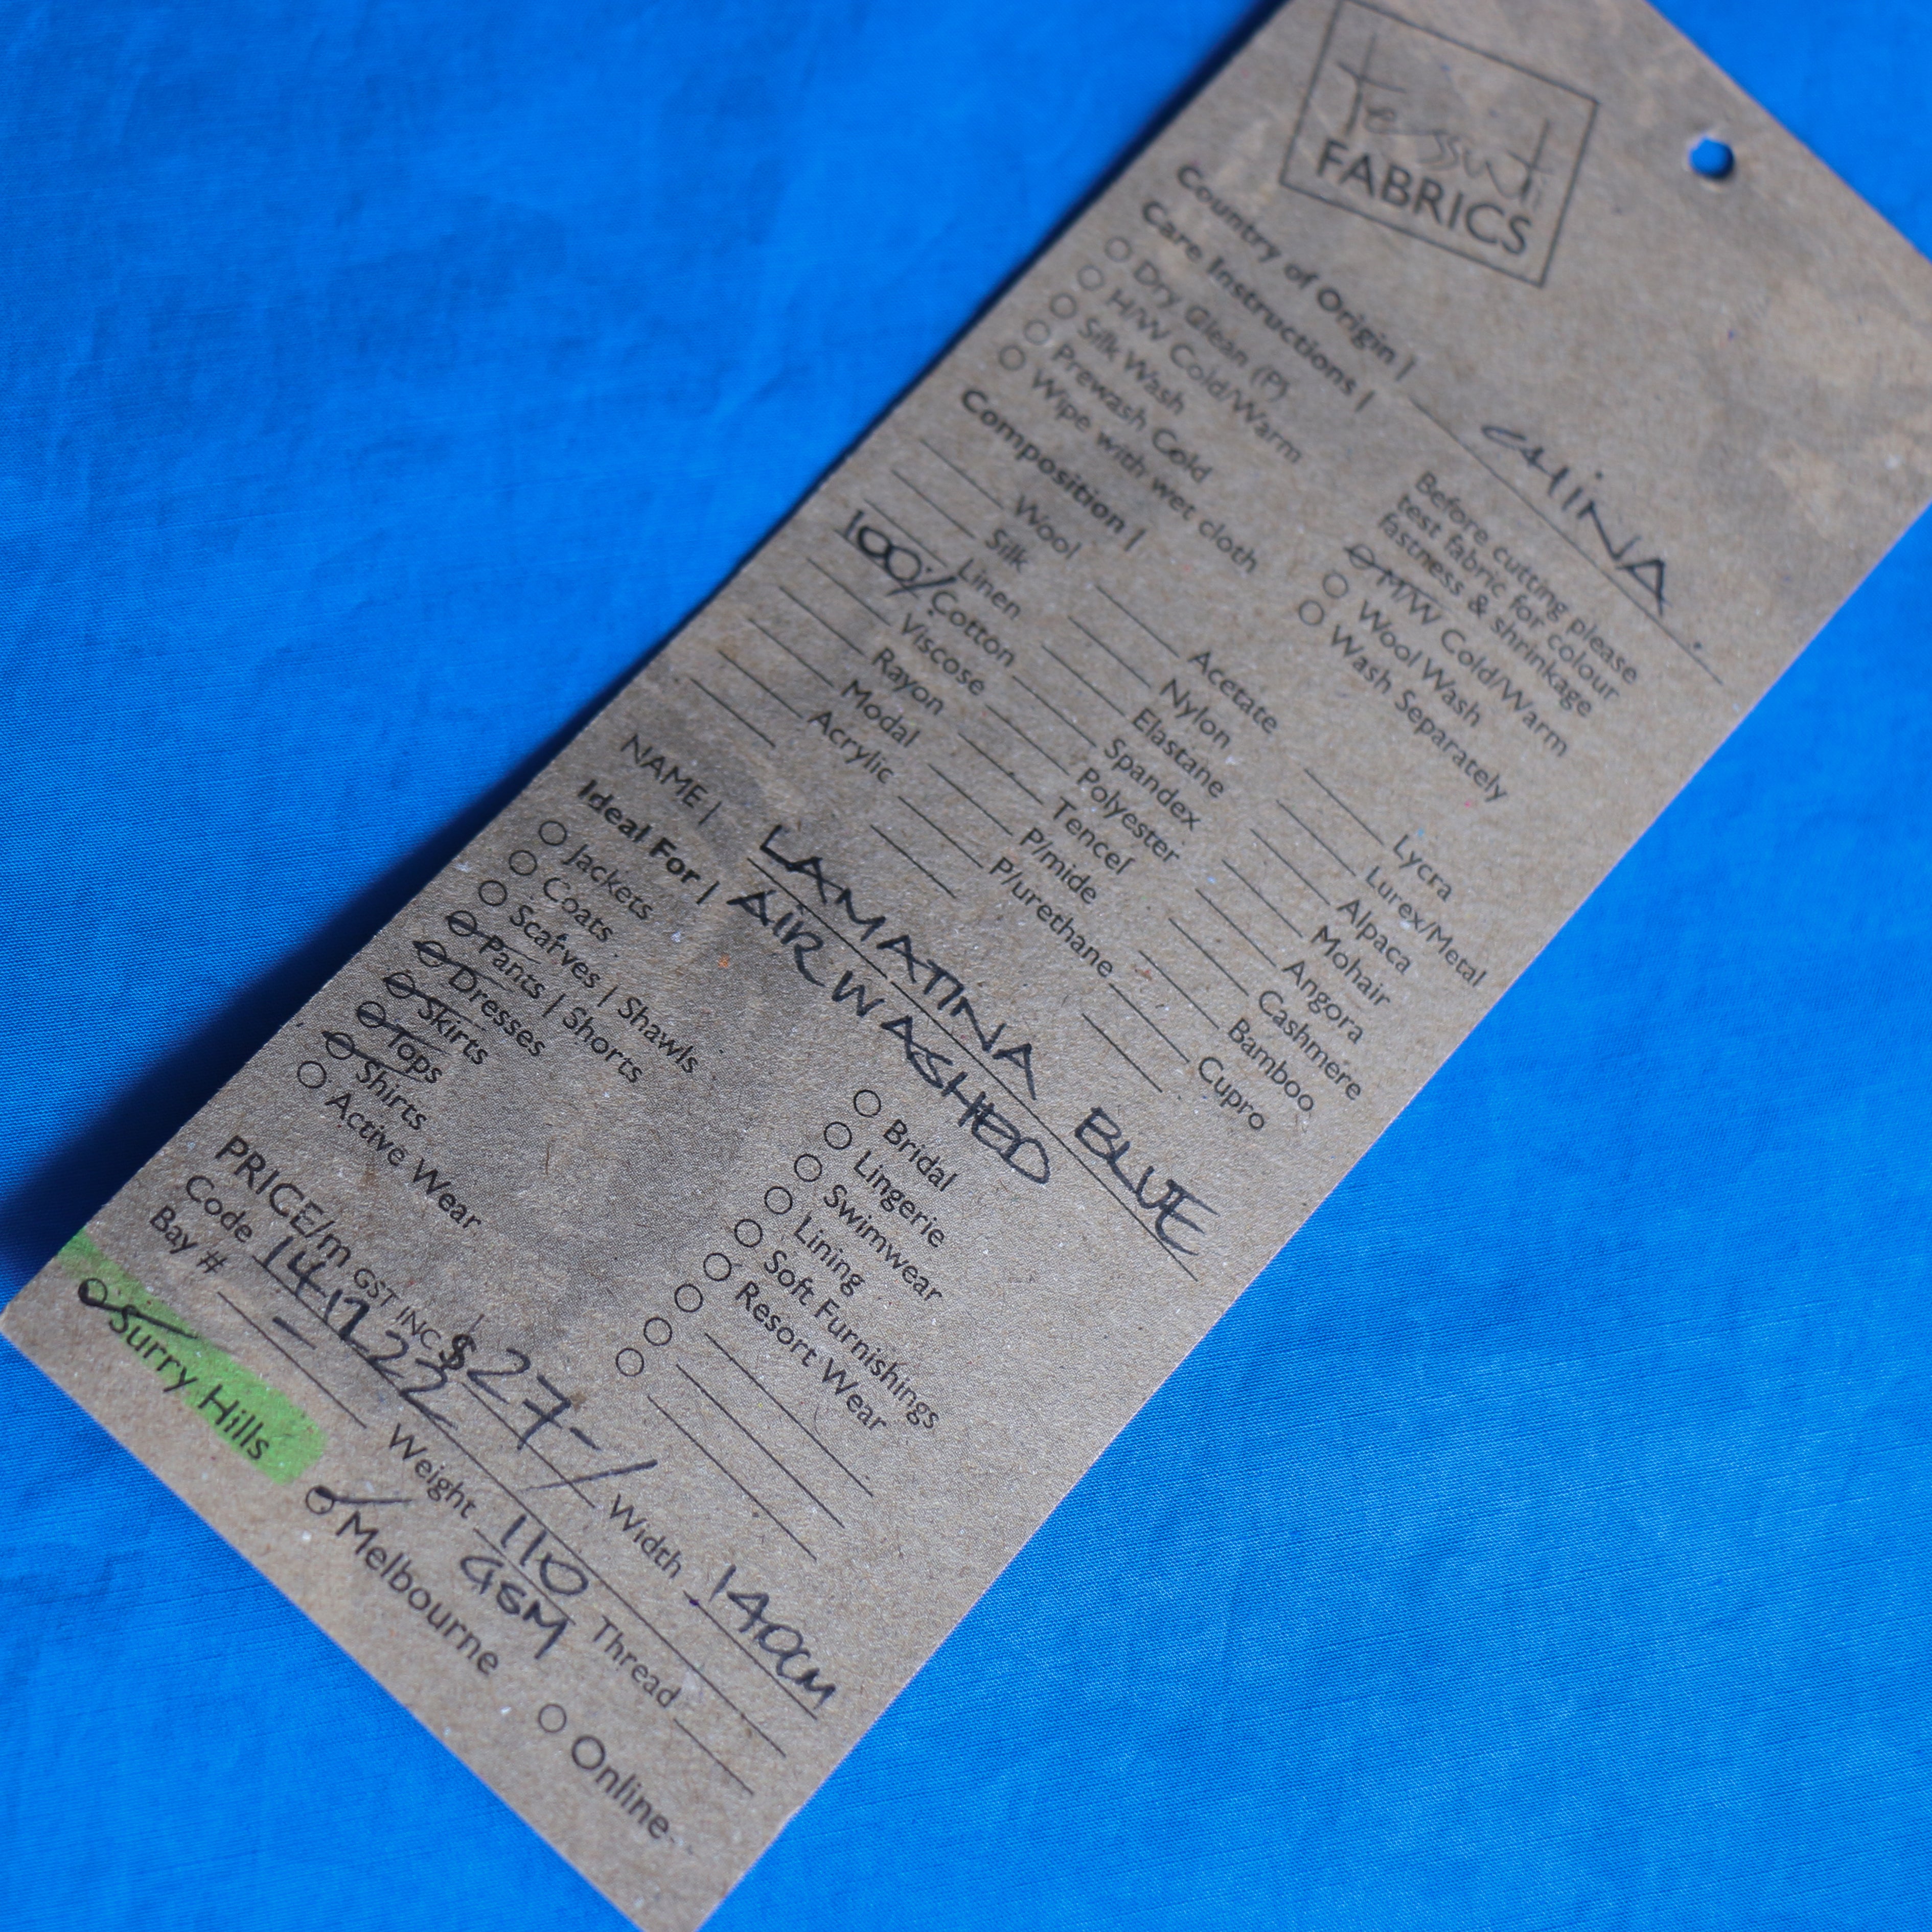 tessuti
FABRICS
Country of Origin | CHINA
Care Instructions |
Before cutting please
test fabric for colour
fastness & shrinkage
Dry Clean (P)
H/W Cold/Warm
Silk Wash
Prewash Cold
Wipe with wet cloth
M/W Cold/Warm
Wool Wash
Wash Separately
Composition |
Wool
Silk
Linen
100% Cotton
Viscose
Rayon
Modal
Acrylic
Acetate
Nylon
Elastane
Spandex
Polyester
Tencel
P/mide
P/urethane
Lycra
Lurex/Metal
Alpaca
Mohair
Angora
Cashmere
Bamboo
Cupro
NAME | LAMATINA BLUE
AIR WASHED
Ideal For |
Jackets
Coats
Scafves | Shawls
Pants | Shorts
Dresses
Skirts
Tops
Shirts
Active Wear
Bridal
Lingerie
Swimwear
Lining
Soft Furnishings
Resort Wear
PRICE/m GST INC $27-/
Width 140cm
Code 141722
Weight 110
GSM
Thread
Bay # —
Surry Hills
Melbourne
Online